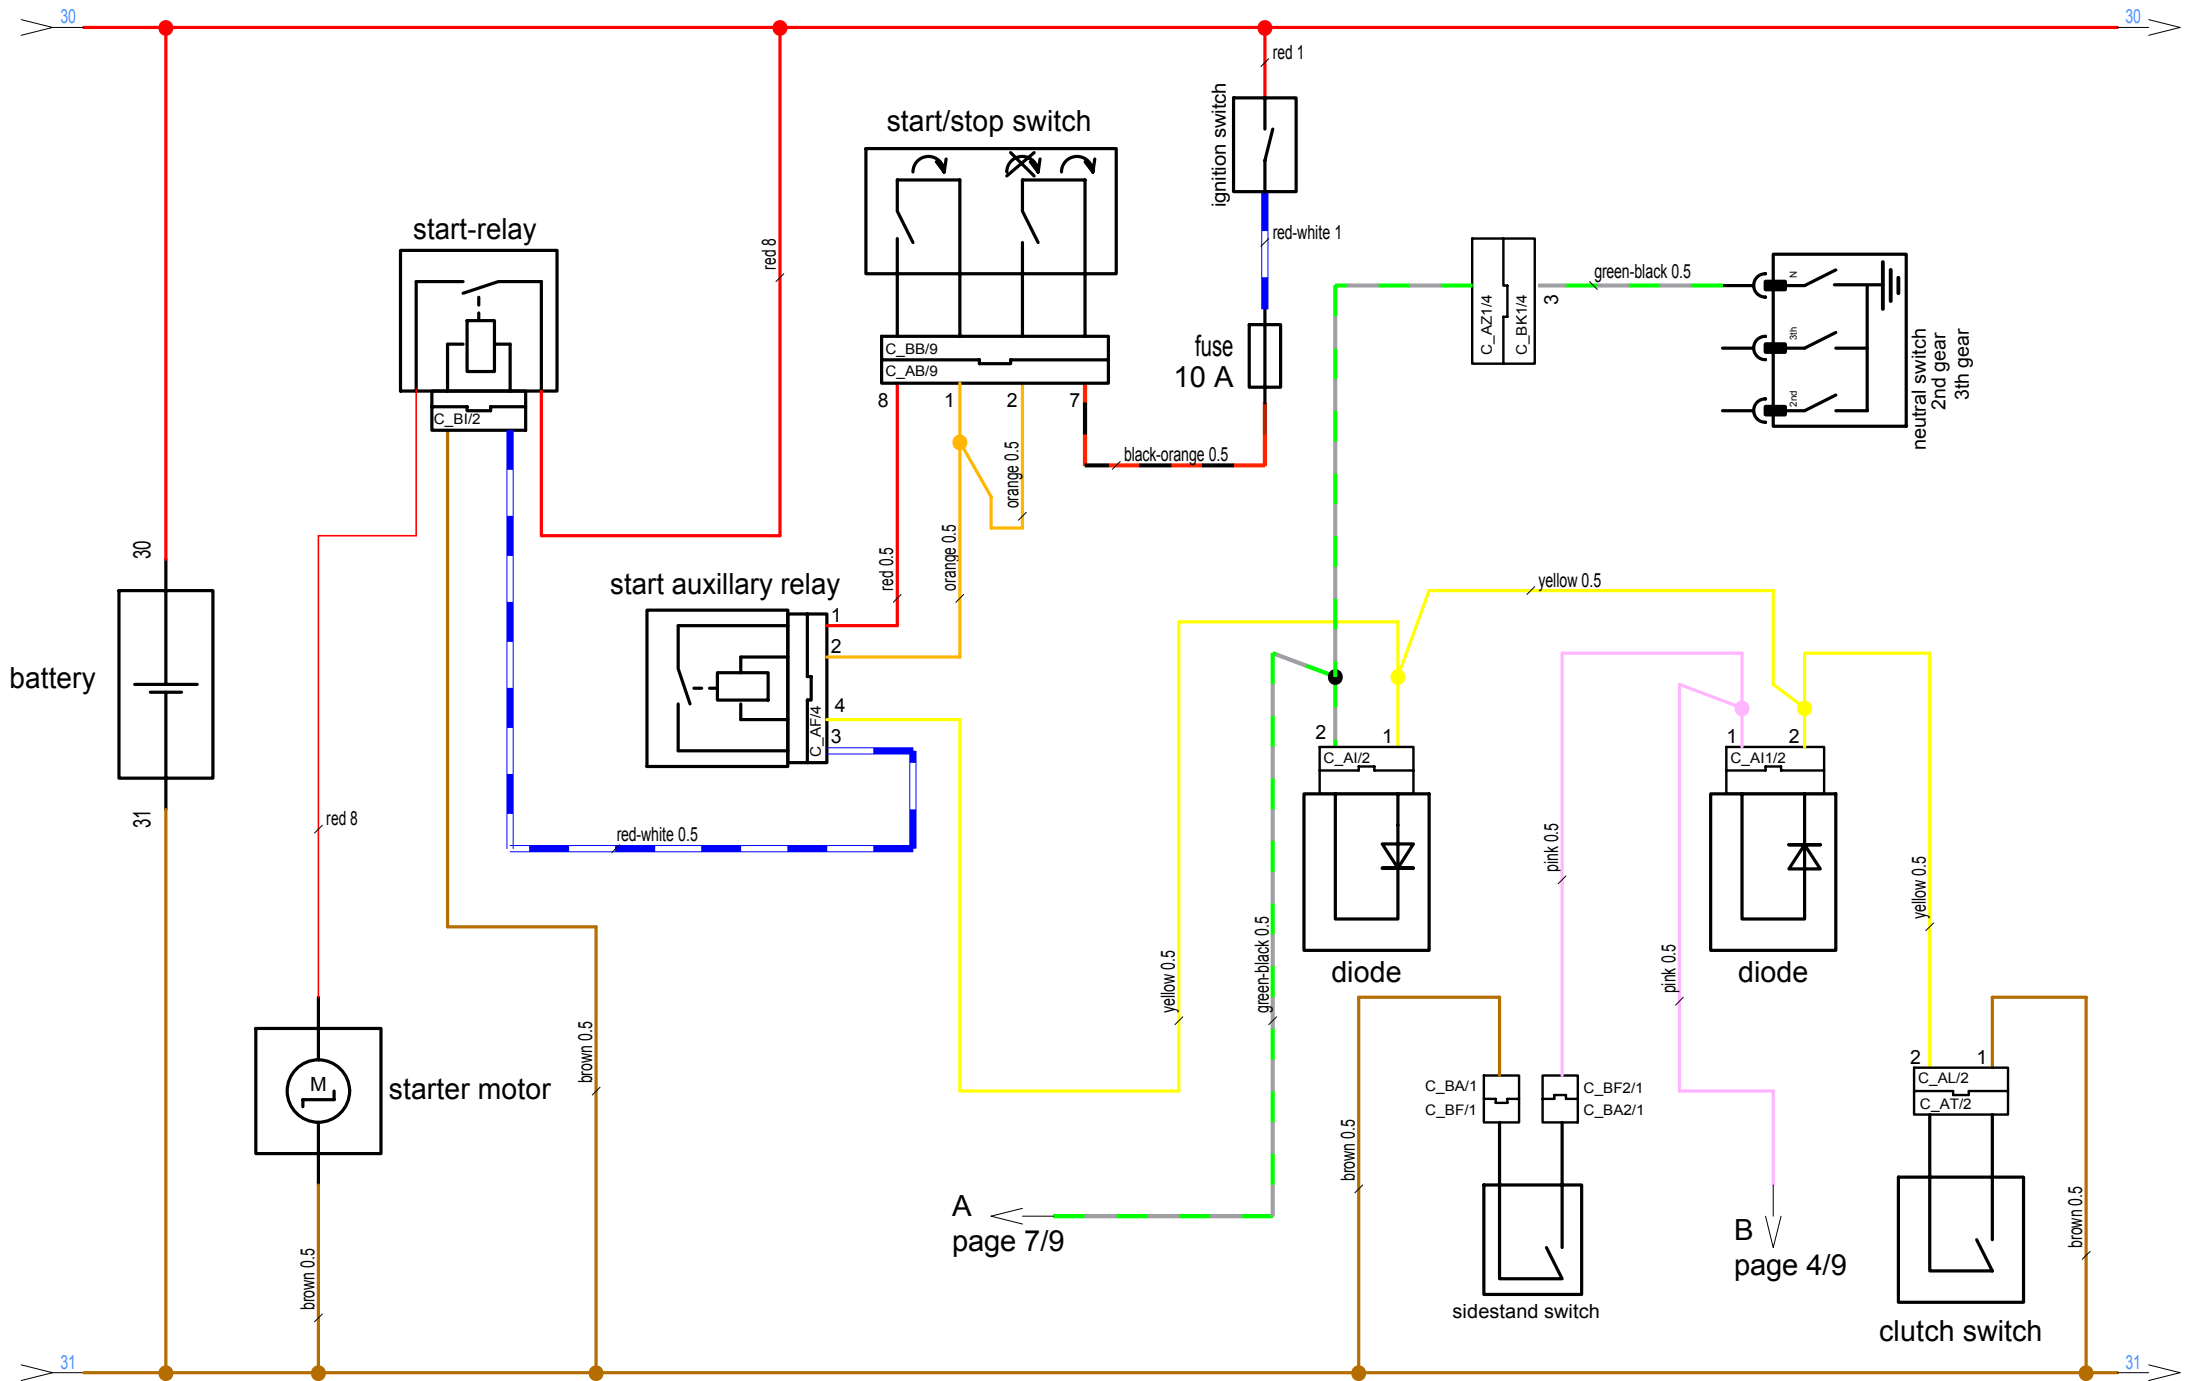 30
30
red 1
ignition switch
start/stop switch
start-relay
red 8
red-white 1
green-black 0.5
C_AZ1/4
C_BK1/4
3
N
3th
2nd
neutral switch
2nd gear
3th gear
C_BB/9
C_AB/9
fuse
10 A
8
1
2
7
C_BI/2
black-orange 0.5
orange 0.5
30
red 0.5
orange 0.5
start auxillary relay
yellow 0.5
1
2
4
3
C_AF/4
battery
31
red 8
red-white 0.5
2
1
C_AI/2
1
2
C_AI1/2
pink 0.5
yellow 0.5
diode
diode
yellow 0.5
green-black 0.5
pink 0.5
M
starter motor
brown 0.5
2
1
C_BA/1
C_BF/1
C_BF2/1
C_BA2/1
C_AL/2
C_AT/2
brown 0.5
A
page 7/9
B
page 4/9
brown 0.5
brown 0.5
sidestand switch
clutch switch
31
31